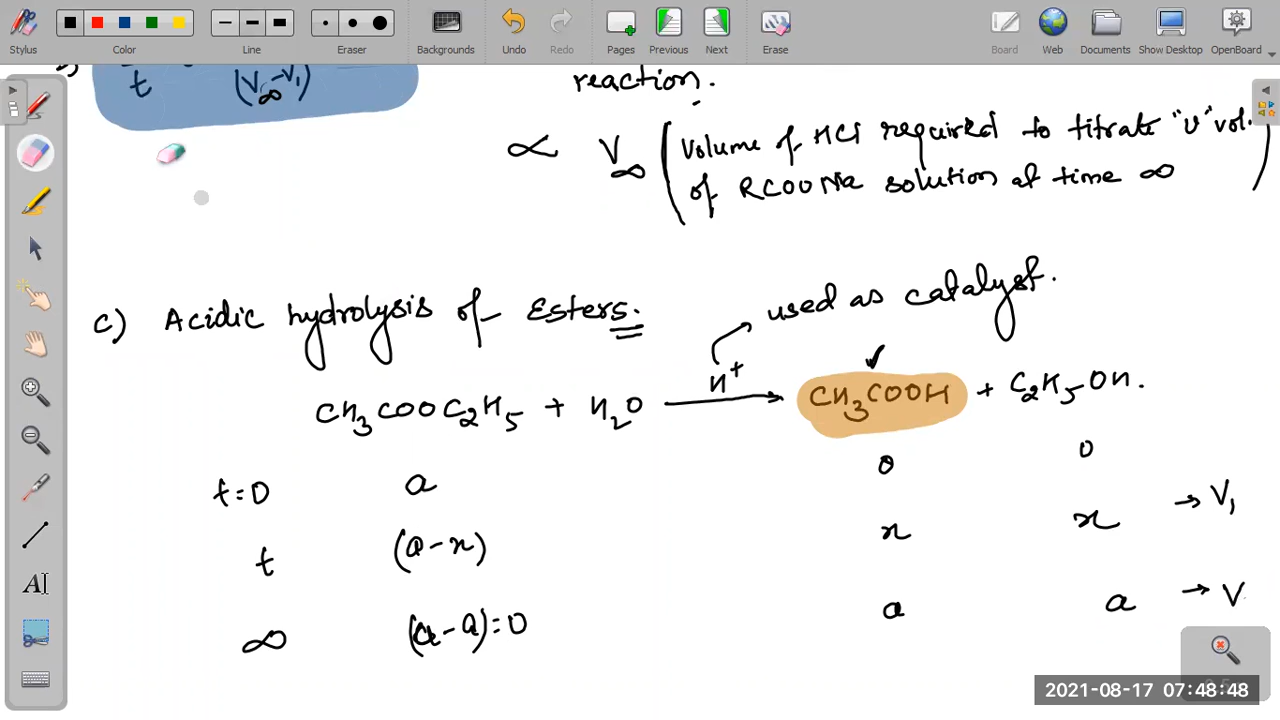 Stylus Color Line Eraser Backgrounds Undo Redo Pages Previous Next Erase Board Web Documents Show Desktop OpenBoard
t (V∞-V1)
reaction.
∝ V∞ (Volume of HCl required to titrate "V" vol.
of RCOONa solution at time ∞)
c) Acidic hydrolysis of Esters.
used as catalyst.
CH3COOC2H5 + H2O H+ → CH3COOH + C2H5OH.
t=0 a 0 0
t (a-x) x x → V1
∞ (a-a)=0 a a → V
2021-08-17 07:48:48